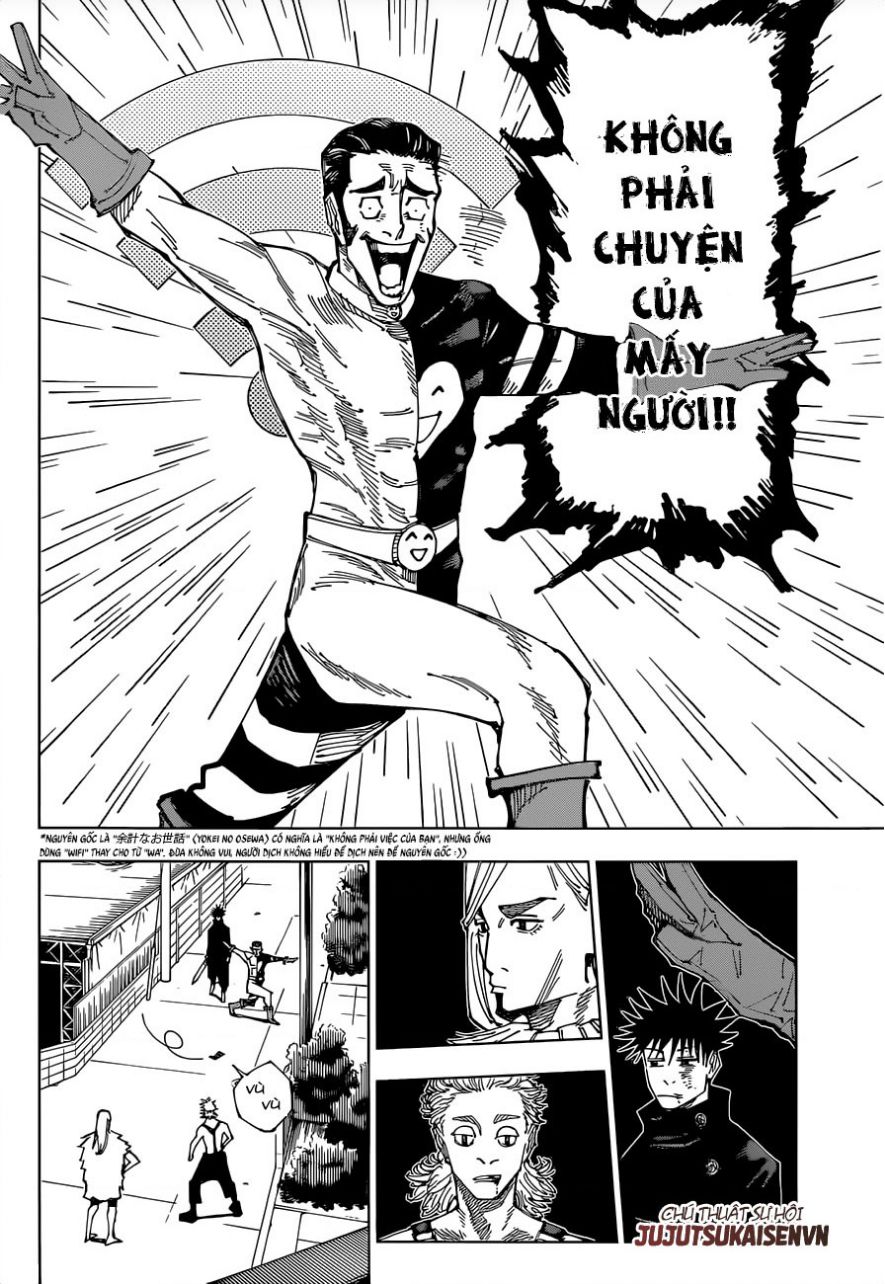 KHÔNG
PHẢI
CHUYỆN
CỦA
MẤY
NGƯỜI!!
*NGUYÊN GỐC LÀ "余計なお世話" (YOKEI NO OSEWA) CÓ NGHĨA LÀ "KHÔNG PHẢI VIỆC CỦA BẠN", NHƯNG ỔNG
DÙNG "WIFI" THAY CHO TỪ "WA". ĐÙA KHÔNG VUI, NGƯỜI DỊCH KHÔNG HIỂU ĐỂ DỊCH NÊN ĐỂ NGUYÊN GỐC :))
VÙ
VÙ
CHÚ THUẬT SƯ HỘI
JUJUTSUKAISENVN